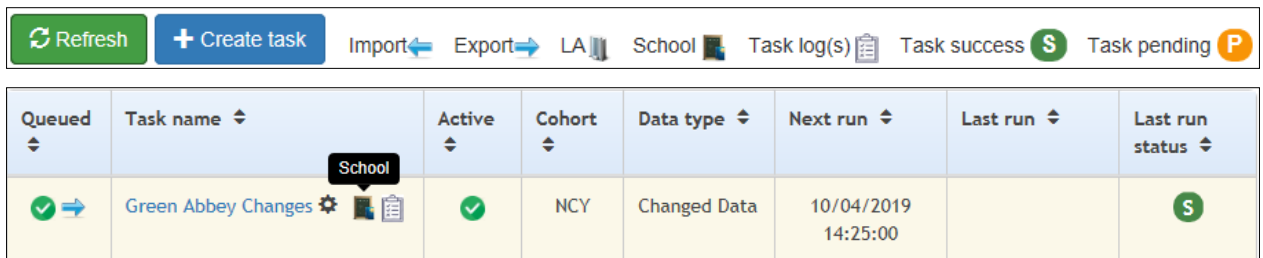 Refresh Create task Import Export LA School Task log(s) Task success S Task pending P
Queued Task name Active Cohort Data type Next run Last run Last run status
School
Green Abbey Changes NCY Changed Data 10/04/2019 S
14:25:00